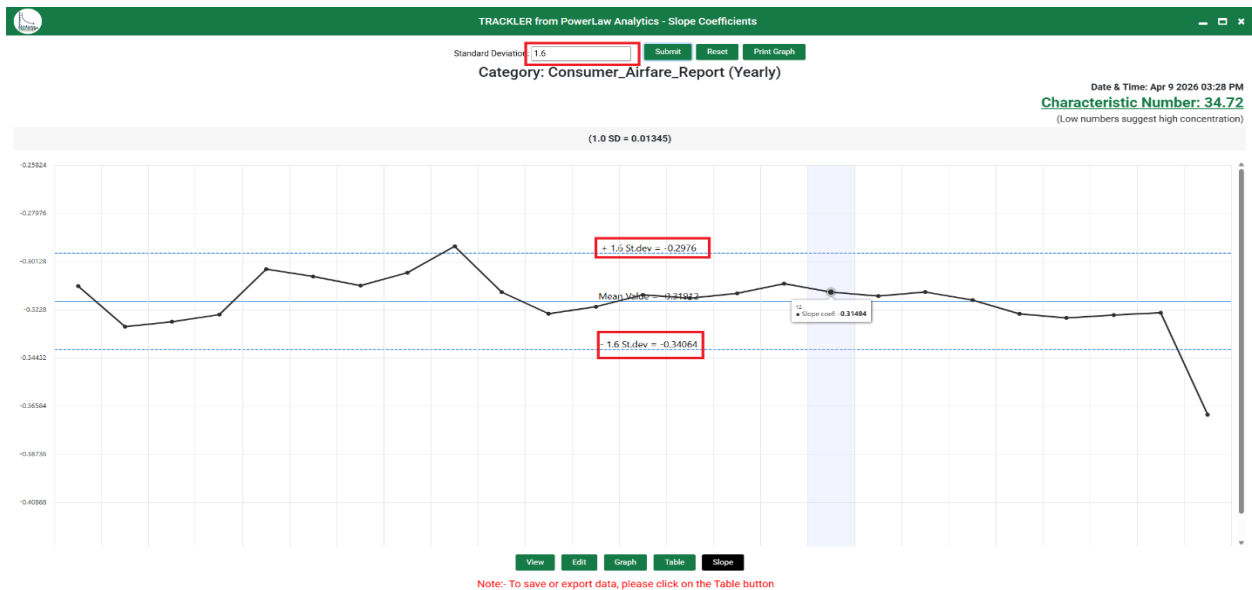 TRACKLER from PowerLaw Analytics - Slope Coefficients
Standard Deviation: 1.6 Submit Reset Print Graph
Category: Consumer_Airfare_Report (Yearly)
Date & Time: Apr 9 2026 03:28 PM
Characteristic Number: 34.72
(Low numbers suggest high concentration)
(1.0 SD = 0.01345)
-0.25824
-0.27976
+ 1.6 St.dev = -0.2976
-0.30128
Mean Value = -0.31912
12
Slope coef: -0.31494
-0.3228
- 1.6 St.dev = -0.34064
-0.34432
-0.36584
-0.38736
-0.40888
View Edit Graph Table Slope
Note:- To save or export data, please click on the Table button